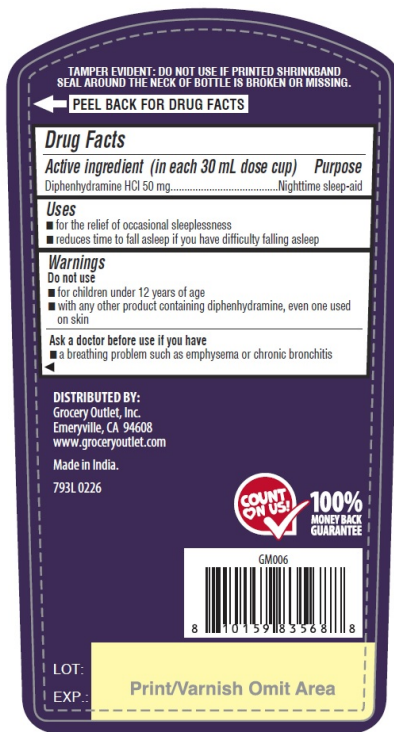 TAMPER EVIDENT: DO NOT USE IF PRINTED SHRINKBAND
SEAL AROUND THE NECK OF BOTTLE IS BROKEN OR MISSING.
PEEL BACK FOR DRUG FACTS
Drug Facts
Active ingredient (in each 30 mL dose cup) Purpose
Diphenhydramine HCl 50 mg......................................Nighttime sleep-aid
Uses
■ for the relief of occasional sleeplessness
■ reduces time to fall asleep if you have difficulty falling asleep
Warnings
Do not use
■ for children under 12 years of age
■ with any other product containing diphenhydramine, even one used
on skin
Ask a doctor before use if you have
■ a breathing problem such as emphysema or chronic bronchitis
DISTRIBUTED BY:
Grocery Outlet, Inc.
Emeryville, CA 94608
www.groceryoutlet.com
Made in India.
793L 0226
COUNT
ON US!
100%
MONEY BACK
GUARANTEE
GM006
8 10159 83568 8
LOT:
EXP.:
Print/Varnish Omit Area